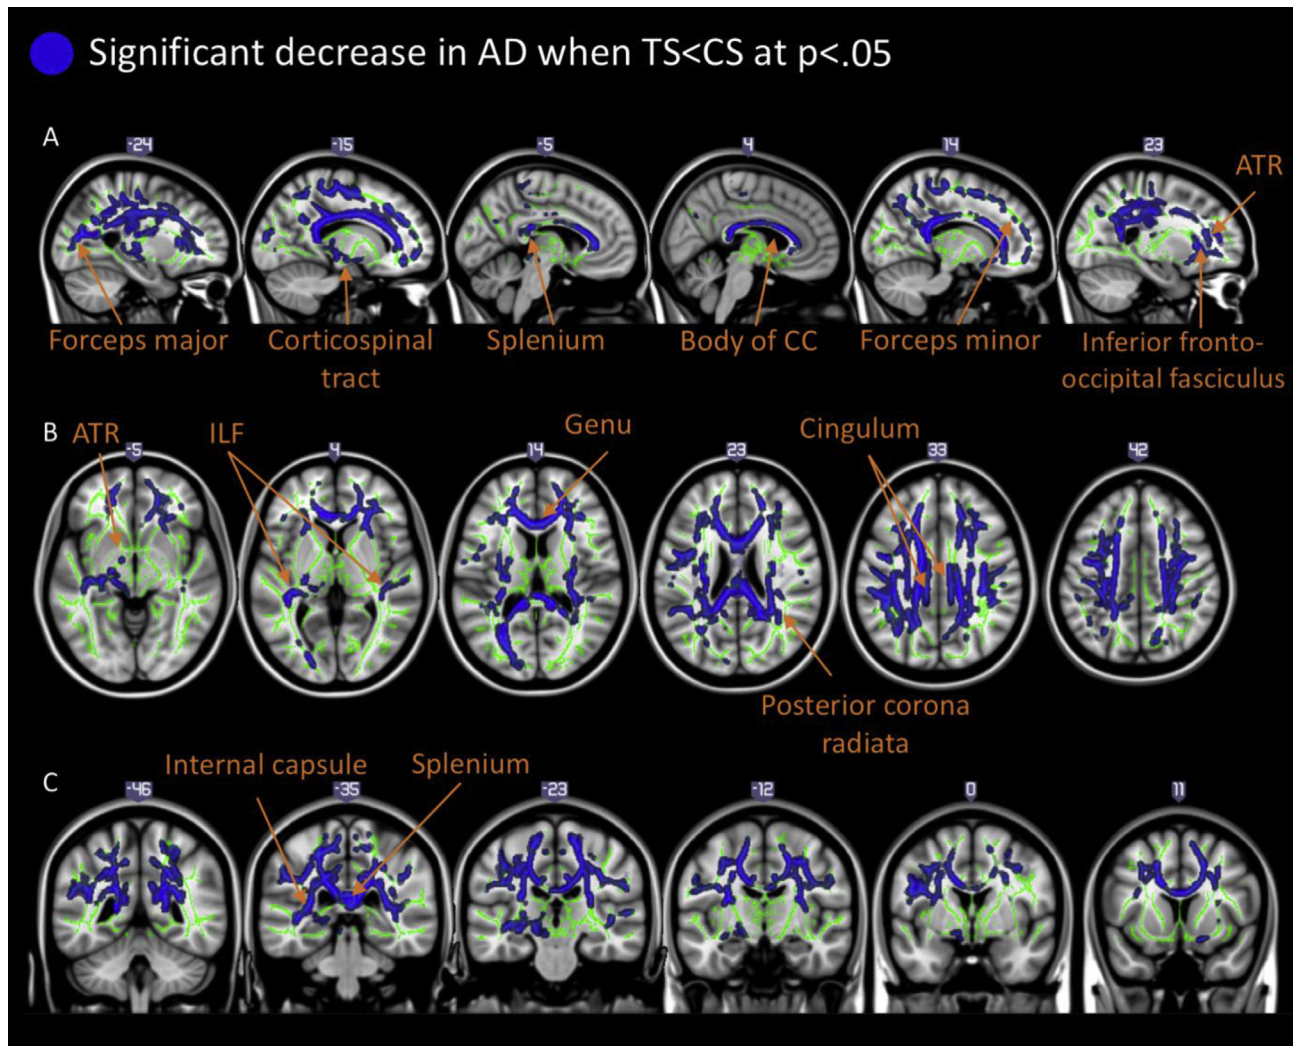 Significant decrease in AD when TS<CS at p<.05
A
-24
-15
-5
4
14
23
ATR
Forceps major
Corticospinal
tract
Splenium
Body of CC
Forceps minor
Inferior fronto-
occipital fasciculus
B
ATR
ILF
Genu
Cingulum
-5
4
14
23
33
42
Posterior corona
radiata
Internal capsule
Splenium
C
-46
-35
-23
-12
0
11